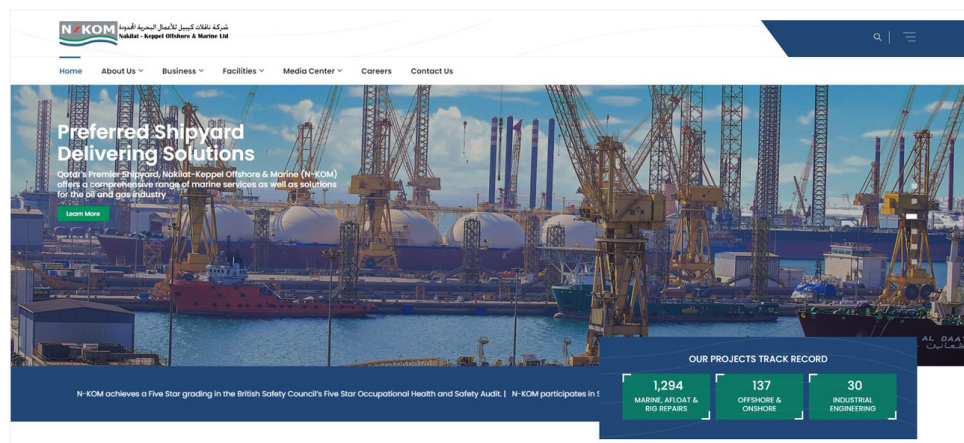 N-KOM
شركة ناقلات كيبيل للأعمال البحرية المحدودة
Nakilat - Keppel Offshore & Marine Ltd
Home About Us Business Facilities Media Center Careers Contact Us
Preferred Shipyard
Delivering Solutions
Qatar's Premier Shipyard, Nakilat-Keppel Offshore & Marine (N-KOM)
offers a comprehensive range of marine services as well as solutions
for the oil and gas industry
Learn More
AL DAA
OUR PROJECTS TRACK RECORD
1,294
MARINE, AFLOAT &
RIG REPAIRS
137
OFFSHORE &
ONSHORE
30
INDUSTRIAL
ENGINEERING
N-KOM achieves a Five Star grading in the British Safety Council's Five Star Occupational Health and Safety Audit. | N-KOM participates in S